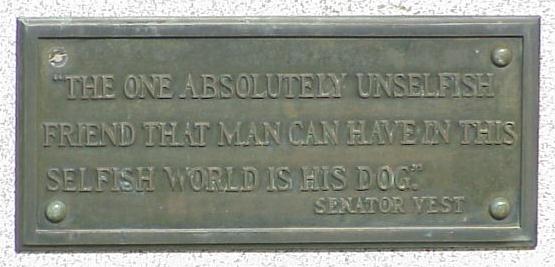 "THE ONE ABSOLUTELY UNSELFISH
FRIEND THAT MAN CAN HAVE IN THIS
SELFISH WORLD IS HIS DOG."
SENATOR VEST